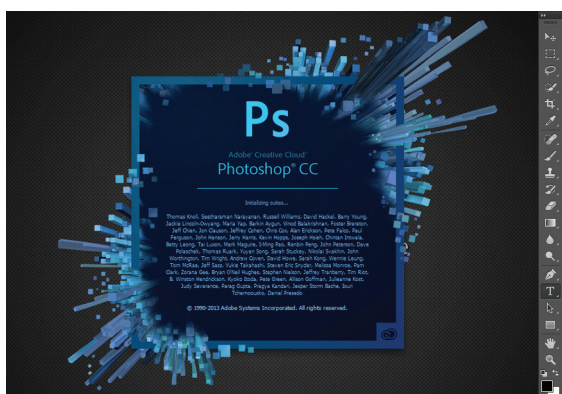 Ps
Adobe® Creative Cloud™
Photoshop® CC
Initializing suites...
Thomas Knoll, Seetharaman Narayanan, Russell Williams, David Hackel, Barry Young,
Jackie Lincoln-Owyang, Maria Yap, Barkin Aygun, Vinod Balakrishnan, Foster Brereton,
Jeff Chien, Jon Clauson, Jeffrey Cohen, Chris Cox, Alan Erickson, Pete Falco, Paul
Ferguson, John Hanson, Jerry Harris, Kevin Hopps, Joseph Hsieh, Chintan Intwala,
Betty Leong, Tai Luxon, Mark Maguire, I-Ming Pao, Renbin Peng, John Peterson, Dave
Polaschek, Thomas Ruark, Yuyan Song, Sarah Stuckey, Nikolai Svakhin, John
Worthington, Tim Wright, Andrew Coven, David Howe, Sarah Kong, Wennie Leung,
Tom McRae, Jeff Sass, Yukie Takahashi, Steven Eric Snyder, Melissa Monroe, Pam
Clark, Zorana Gee, Bryan O'Neil Hughes, Stephen Nielson, Jeffrey Tranberry, Tim Riot,
B. Winston Hendrickson, Kyoko Boda, Pete Green, Allison Goffman, Julieanne Kost,
Judy Severance, Parag Gupta, Pragya Kandari, Jesper Storm Bache, Iouri
Tchernoousko, Daniel Presedo
© 1990-2013 Adobe Systems Incorporated. All rights reserved.
T